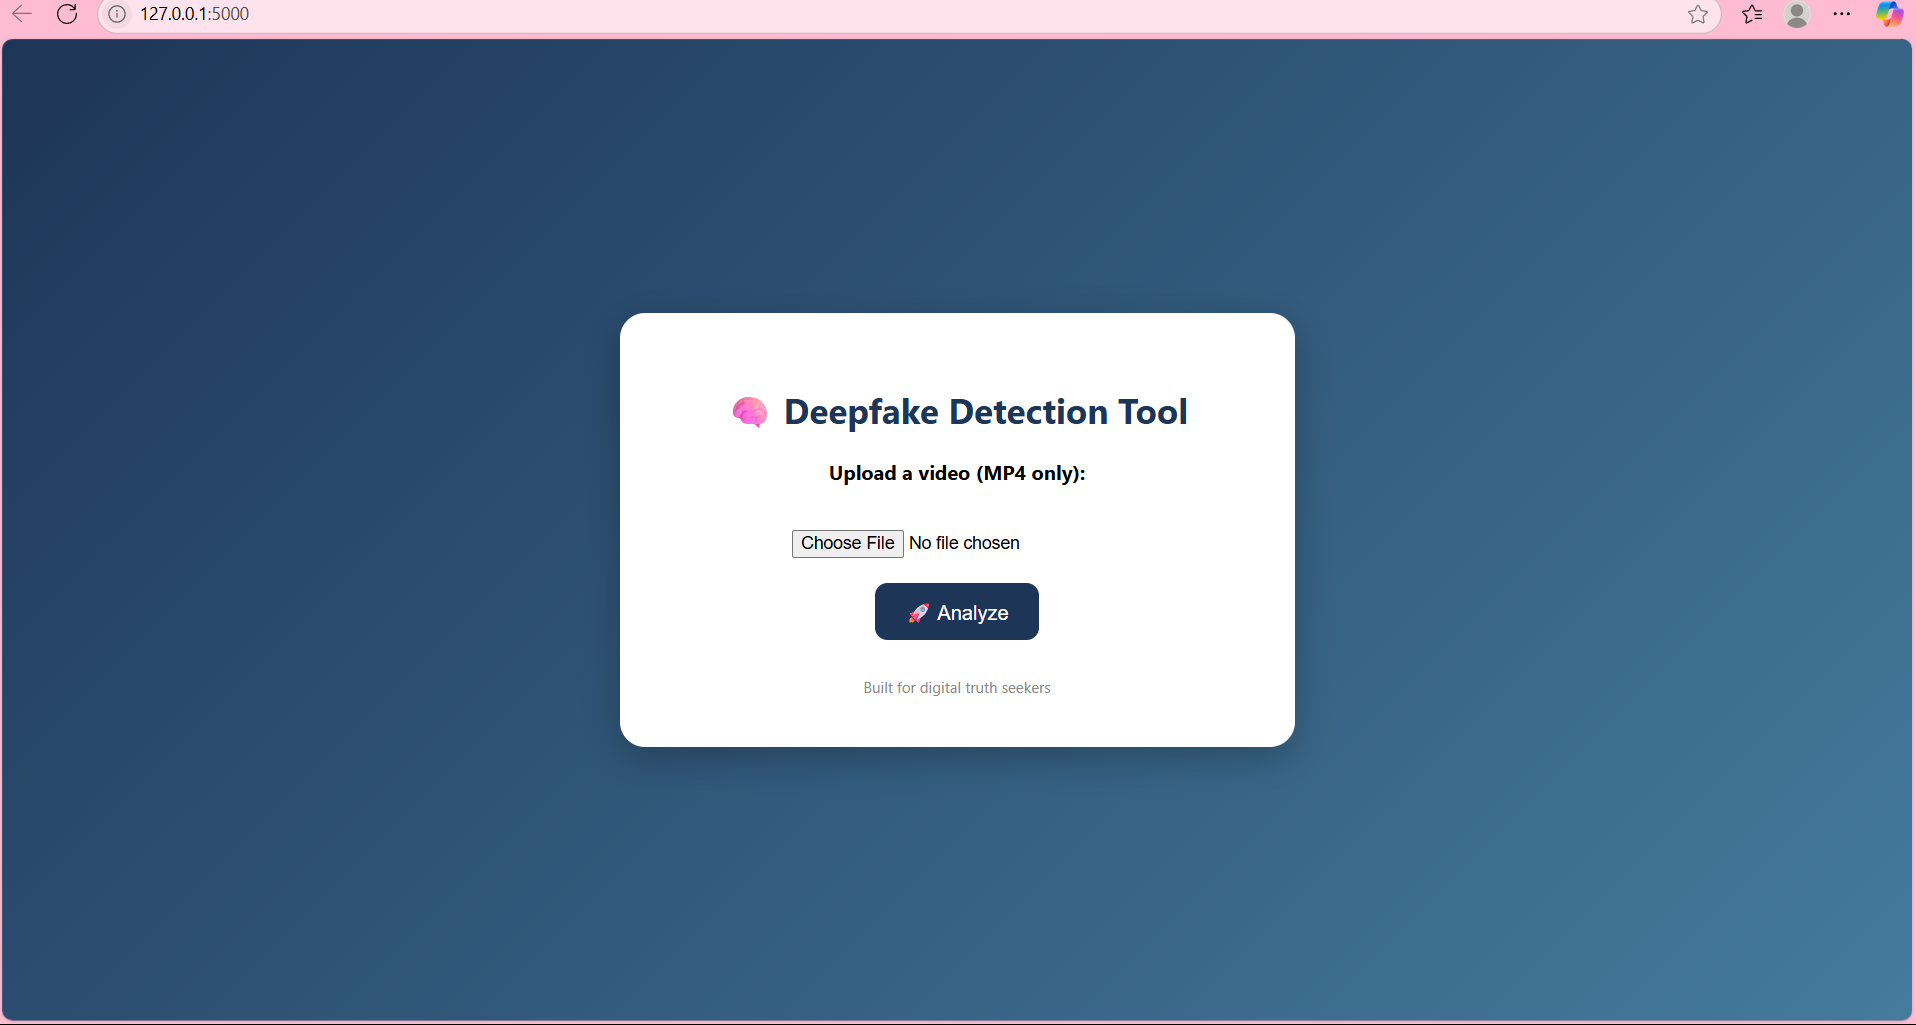 127.0.0.1:5000
🧠 Deepfake Detection Tool
Upload a video (MP4 only):
Choose File No file chosen
🚀 Analyze
Built for digital truth seekers